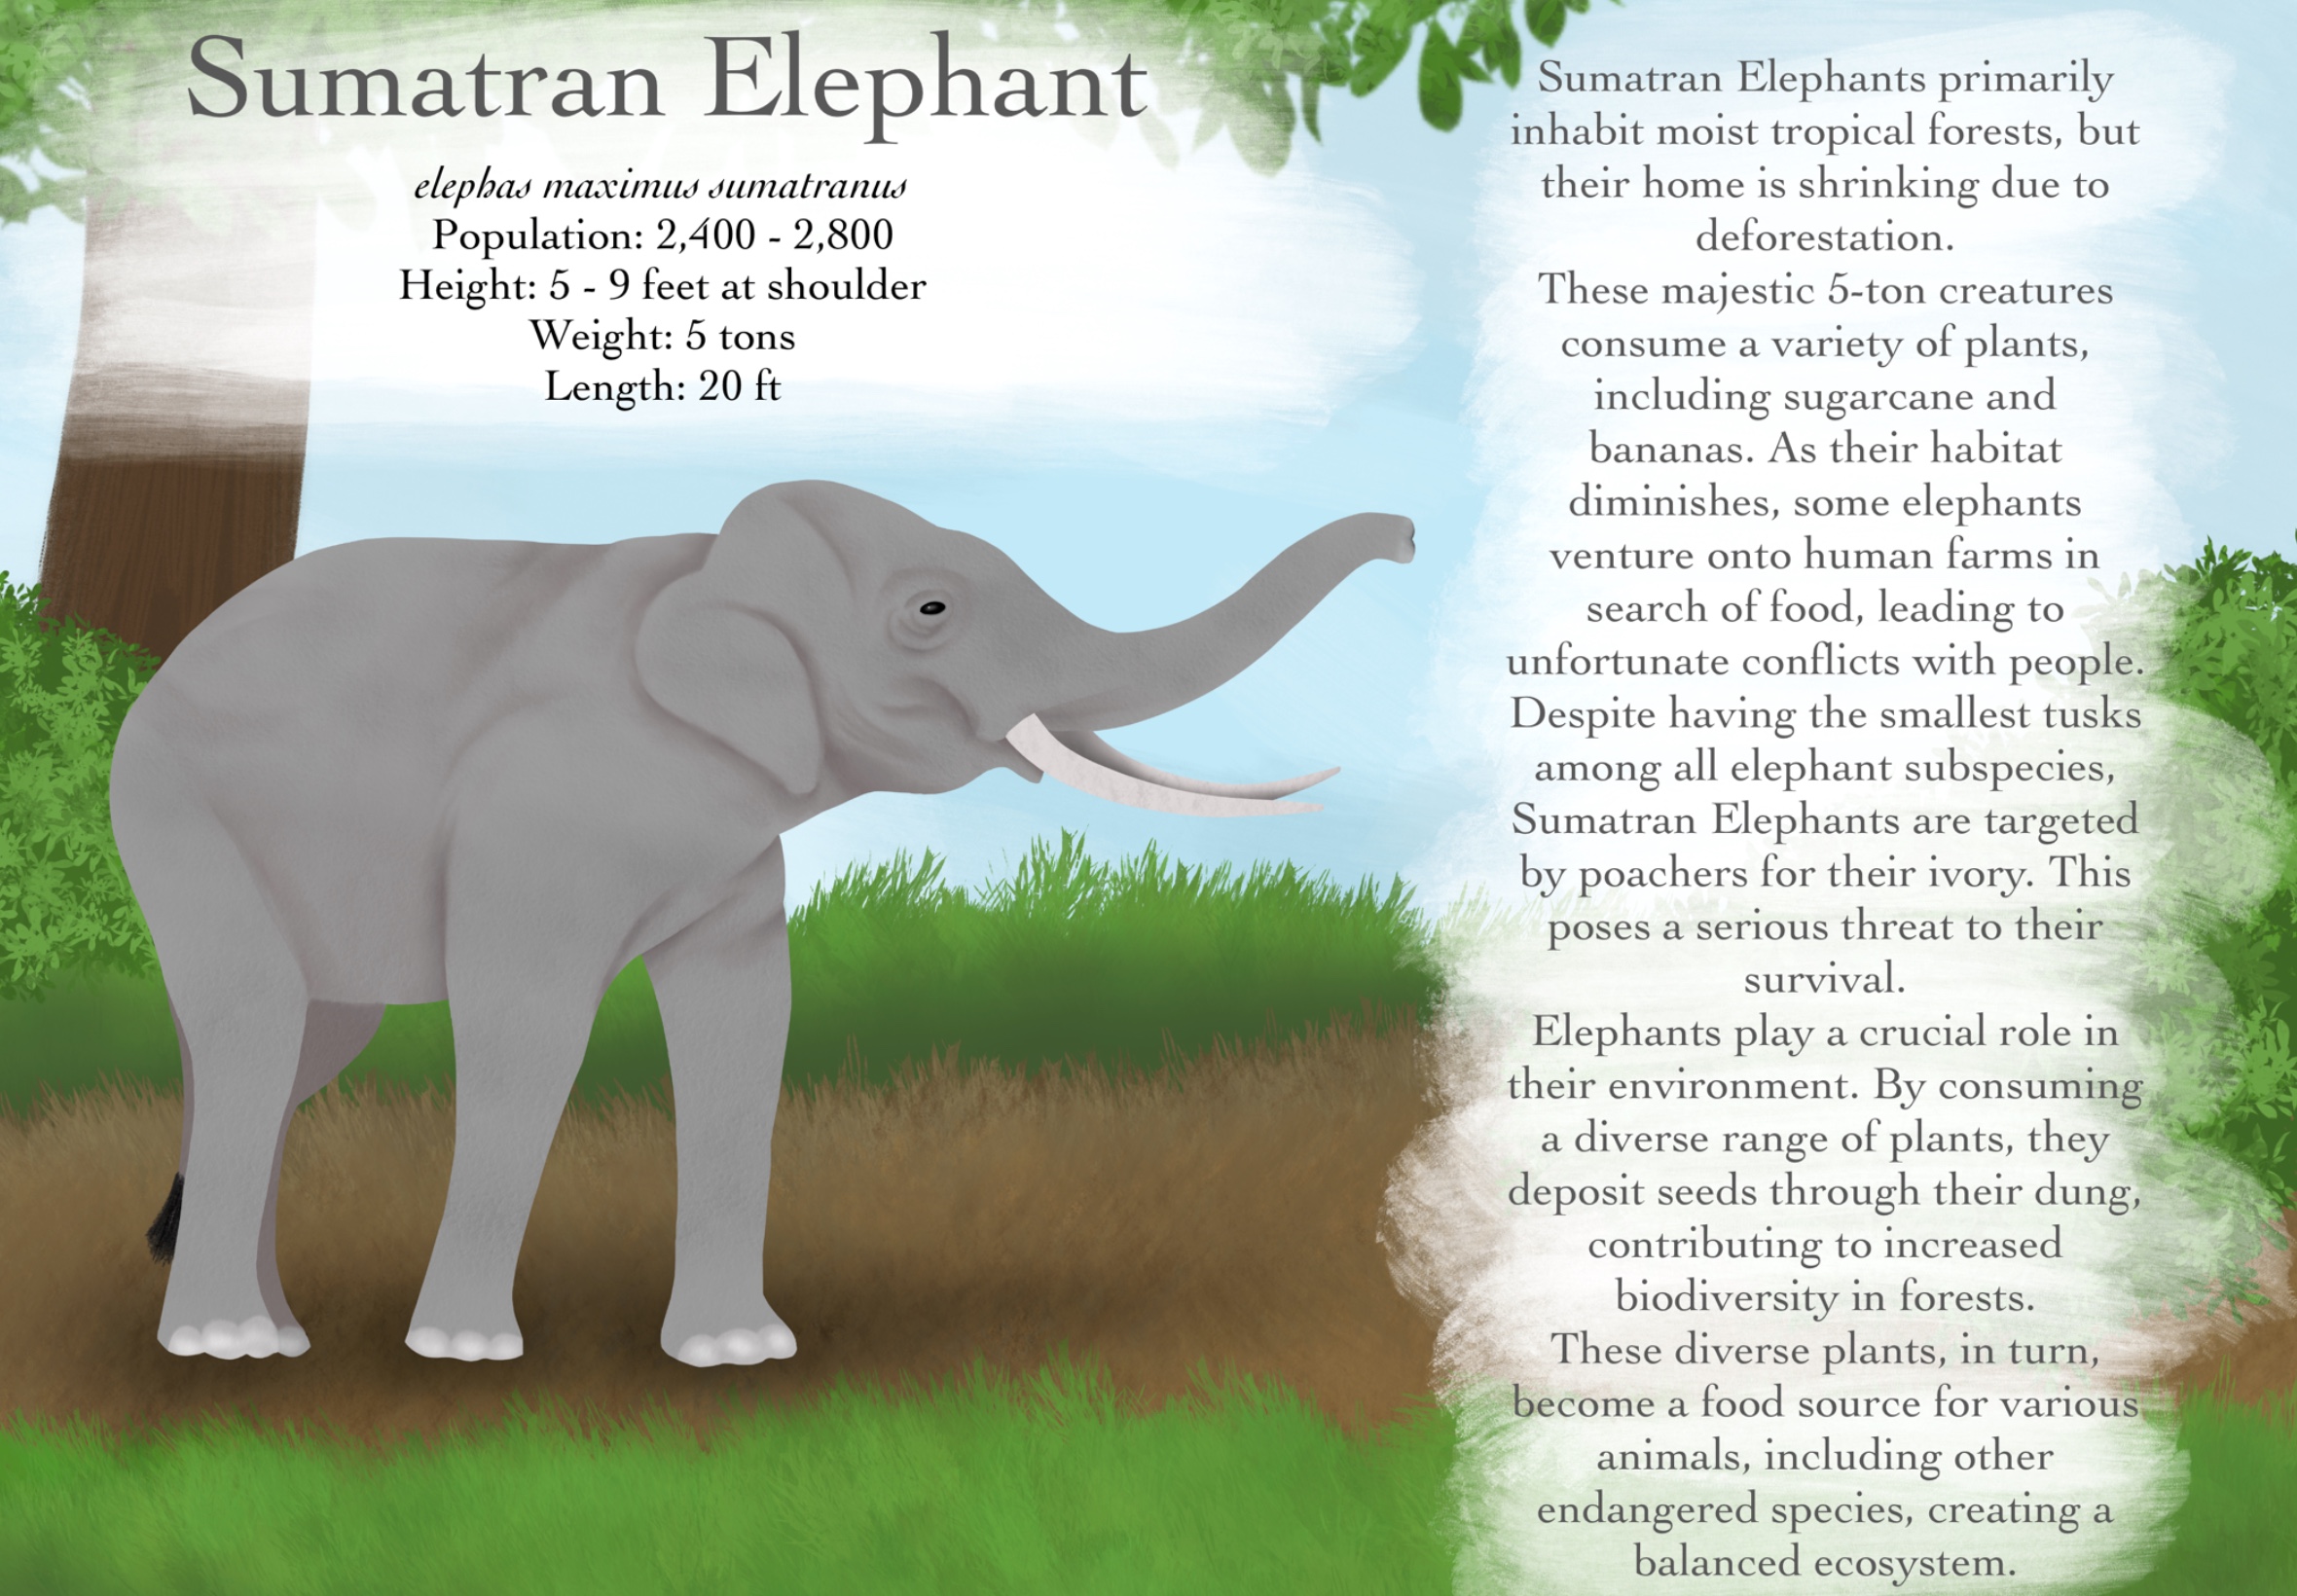 Sumatran Elephant
elephas maximus sumatranus
Population: 2,400 - 2,800
Height: 5 - 9 feet at shoulder
Weight: 5 tons
Length: 20 ft
Sumatran Elephants primarily
inhabit moist tropical forests, but
their home is shrinking due to
deforestation.
These majestic 5-ton creatures
consume a variety of plants,
including sugarcane and
bananas. As their habitat
diminishes, some elephants
venture onto human farms in
search of food, leading to
unfortunate conflicts with people.
Despite having the smallest tusks
among all elephant subspecies,
Sumatran Elephants are targeted
by poachers for their ivory. This
poses a serious threat to their
survival.
Elephants play a crucial role in
their environment. By consuming
a diverse range of plants, they
deposit seeds through their dung,
contributing to increased
biodiversity in forests.
These diverse plants, in turn,
become a food source for various
animals, including other
endangered species, creating a
balanced ecosystem.